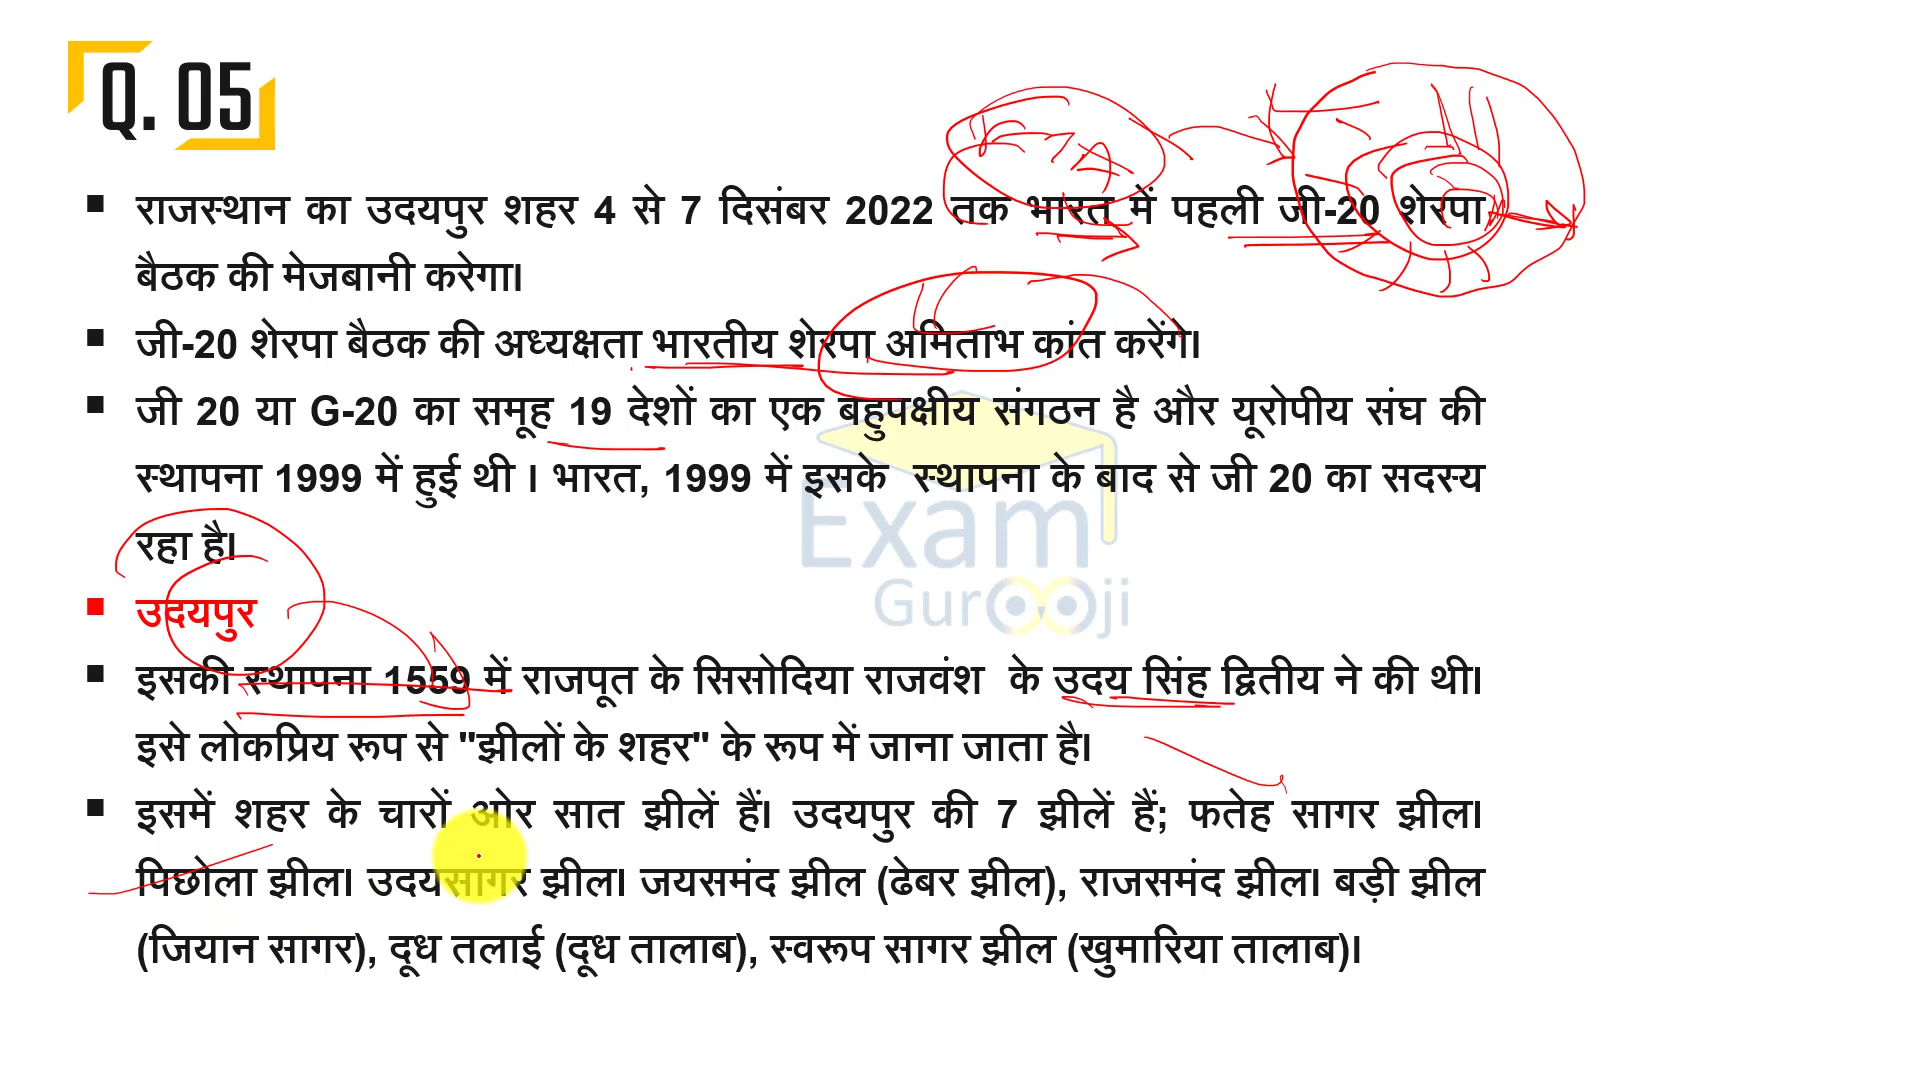 Q. 05
राजस्थान का उदयपुर शहर 4 से 7 दिसंबर 2022 तक भारत में पहली जी-20 शेरपा
बैठक की मेजबानी करेगा।
जी-20 शेरपा बैठक की अध्यक्षता भारतीय शेरपा अमिताभ कांत करेंगे।
जी 20 या G-20 का समूह 19 देशों का एक बहुपक्षीय संगठन है और यूरोपीय संघ की
स्थापना 1999 में हुई थी । भारत, 1999 में इसके स्थापना के बाद से जी 20 का सदस्य
रहा है।
Exam
Gurooji
उदयपुर
इसकी स्थापना 1559 में राजपूत के सिसोदिया राजवंश के उदय सिंह द्वितीय ने की थी।
इसे लोकप्रिय रूप से "झीलों के शहर" के रूप में जाना जाता है।
इसमें शहर के चारों ओर सात झीलें हैं। उदयपुर की 7 झीलें हैं; फतेह सागर झील।
पिछोला झील। उदयसागर झील। जयसमंद झील (ढेबर झील), राजसमंद झील। बड़ी झील
(जियान सागर), दूध तलाई (दूध तालाब), स्वरूप सागर झील (खुमारिया तालाब)।